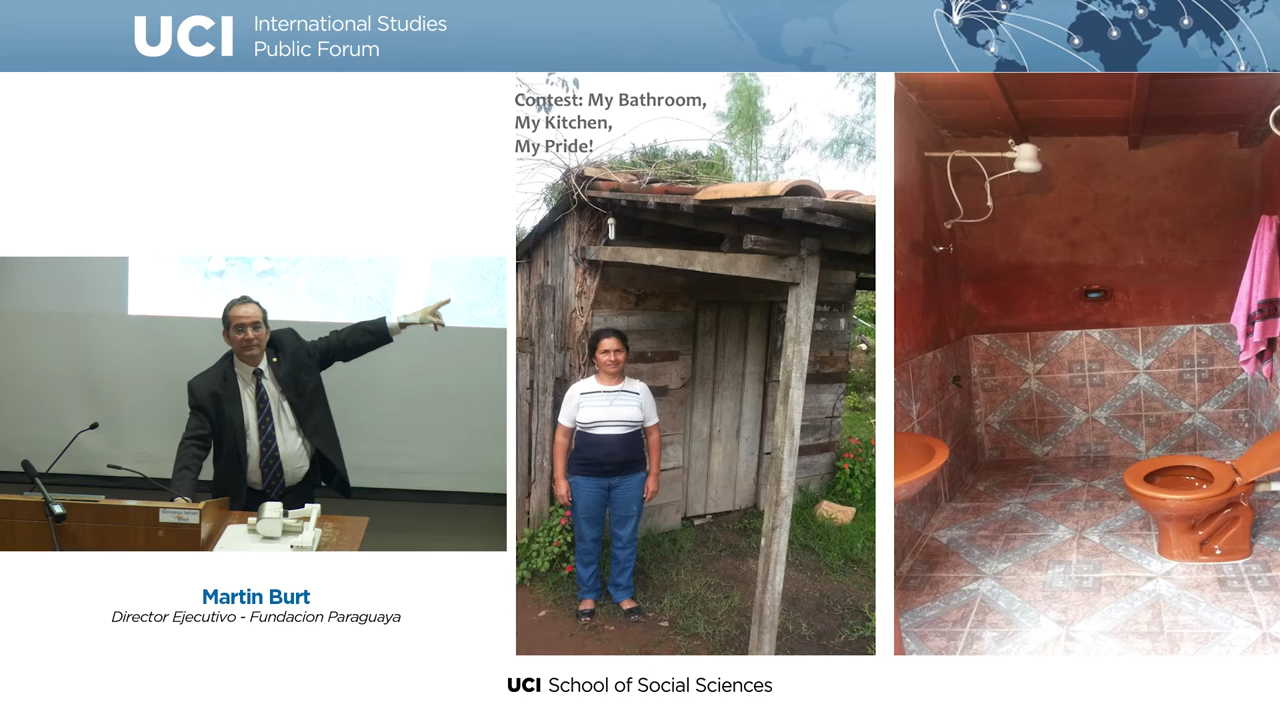 UCI
International Studies
Public Forum
Contest: My Bathroom,
My Kitchen,
My Pride!
Martin Burt
Director Ejecutivo - Fundacion Paraguaya
UCI School of Social Sciences